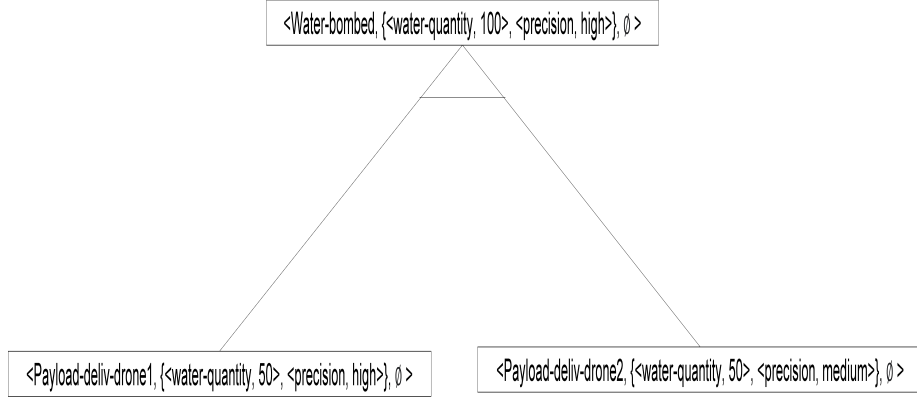 <Water-bombed, {<water-quantity, 100>, <precision, high>}, ∅ >
<Payload-deliv-drone1, {<water-quantity, 50>, <precision, high>}, ∅ >
<Payload-deliv-drone2, {<water-quantity, 50>, <precision, medium>}, ∅ >